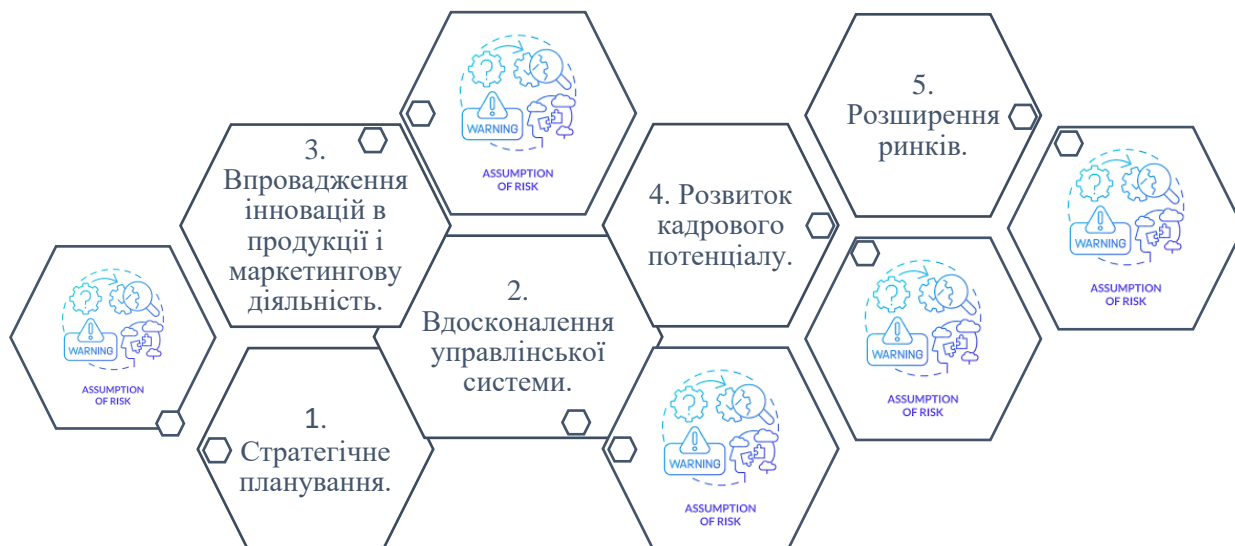 1.
Стратегічне
планування.
2.
Вдосконалення
управлінської
системи.
3.
Впровадження
інновацій в
продукції і
маркетингову
діяльність.
4. Розвиток
кадрового
потенціалу.
5.
Розширення
ринків.
WARNING
ASSUMPTION
OF RISK
WARNING
ASSUMPTION
OF RISK
WARNING
ASSUMPTION
OF RISK
WARNING
ASSUMPTION
OF RISK
WARNING
ASSUMPTION
OF RISK